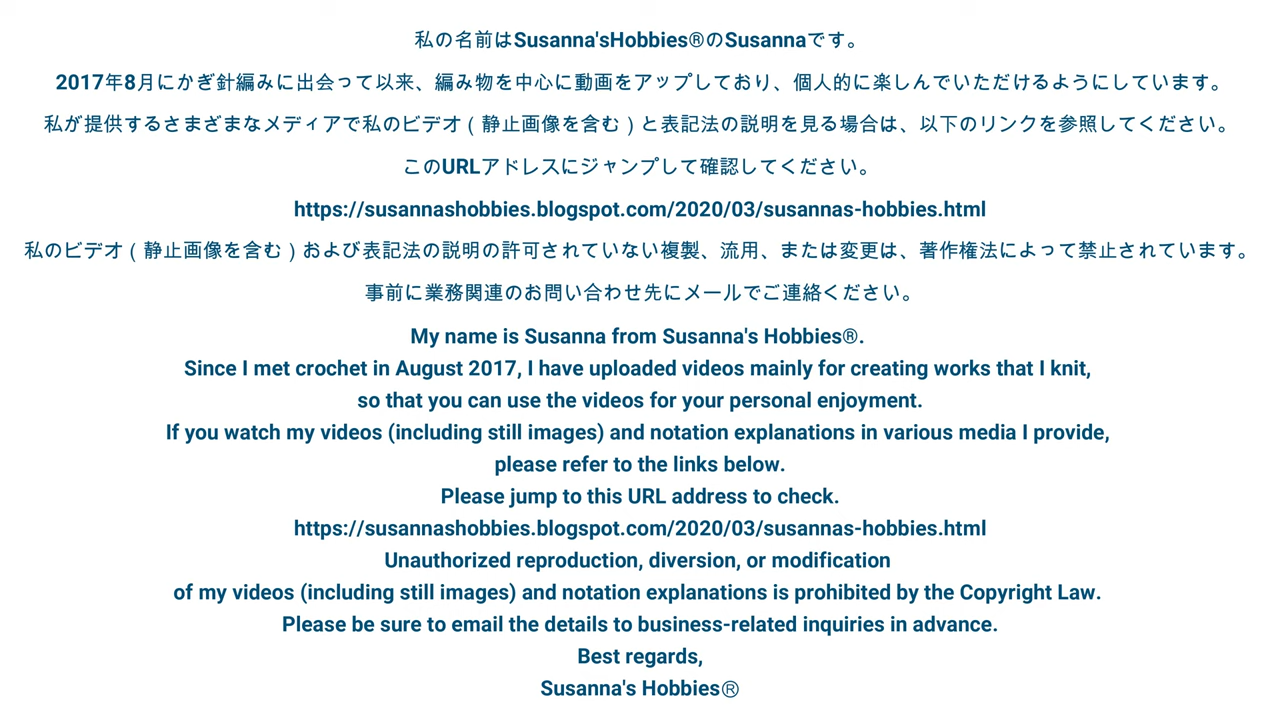 私の名前はSusanna'sHobbies®のSusannaです。
2017年8月にかぎ針編みに出会って以来、編み物を中心に動画をアップしており、個人的に楽しんでいただけるようにしています。
私が提供するさまざまなメディアで私のビデオ（静止画像を含む）と表記法の説明を見る場合は、以下のリンクを参照してください。
このURLアドレスにジャンプして確認してください。
https://susannashobbies.blogspot.com/2020/03/susannas-hobbies.html
私のビデオ（静止画像を含む）および表記法の説明の許可されていない複製、流用、または変更は、著作権法によって禁止されています。
事前に業務関連のお問い合わせ先にメールでご連絡ください。
My name is Susanna from Susanna's Hobbies®.
Since I met crochet in August 2017, I have uploaded videos mainly for creating works that I knit,
so that you can use the videos for your personal enjoyment.
If you watch my videos (including still images) and notation explanations in various media I provide,
please refer to the links below.
Please jump to this URL address to check.
https://susannashobbies.blogspot.com/2020/03/susannas-hobbies.html
Unauthorized reproduction, diversion, or modification
of my videos (including still images) and notation explanations is prohibited by the Copyright Law.
Please be sure to email the details to business-related inquiries in advance.
Best regards,
Susanna's Hobbies®